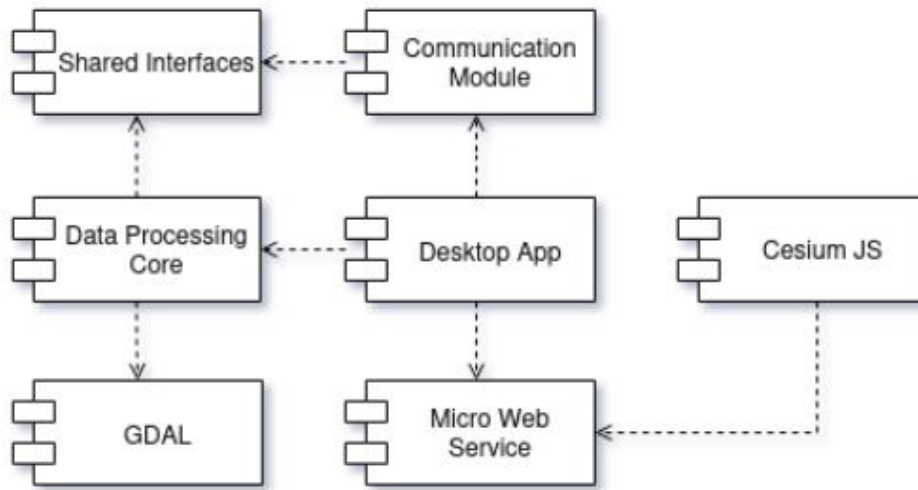 Shared Interfaces
Communication
Module
Data Processing
Core
Desktop App
Cesium JS
GDAL
Micro Web
Service